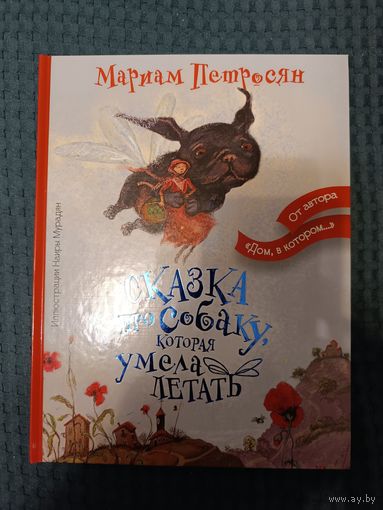 Мариам Петросян
От автора
«Дом, в котором...»
Иллюстрации Наиры Мурадян
Сказка
про собаку,
которая
умела
летать
www.ay.by